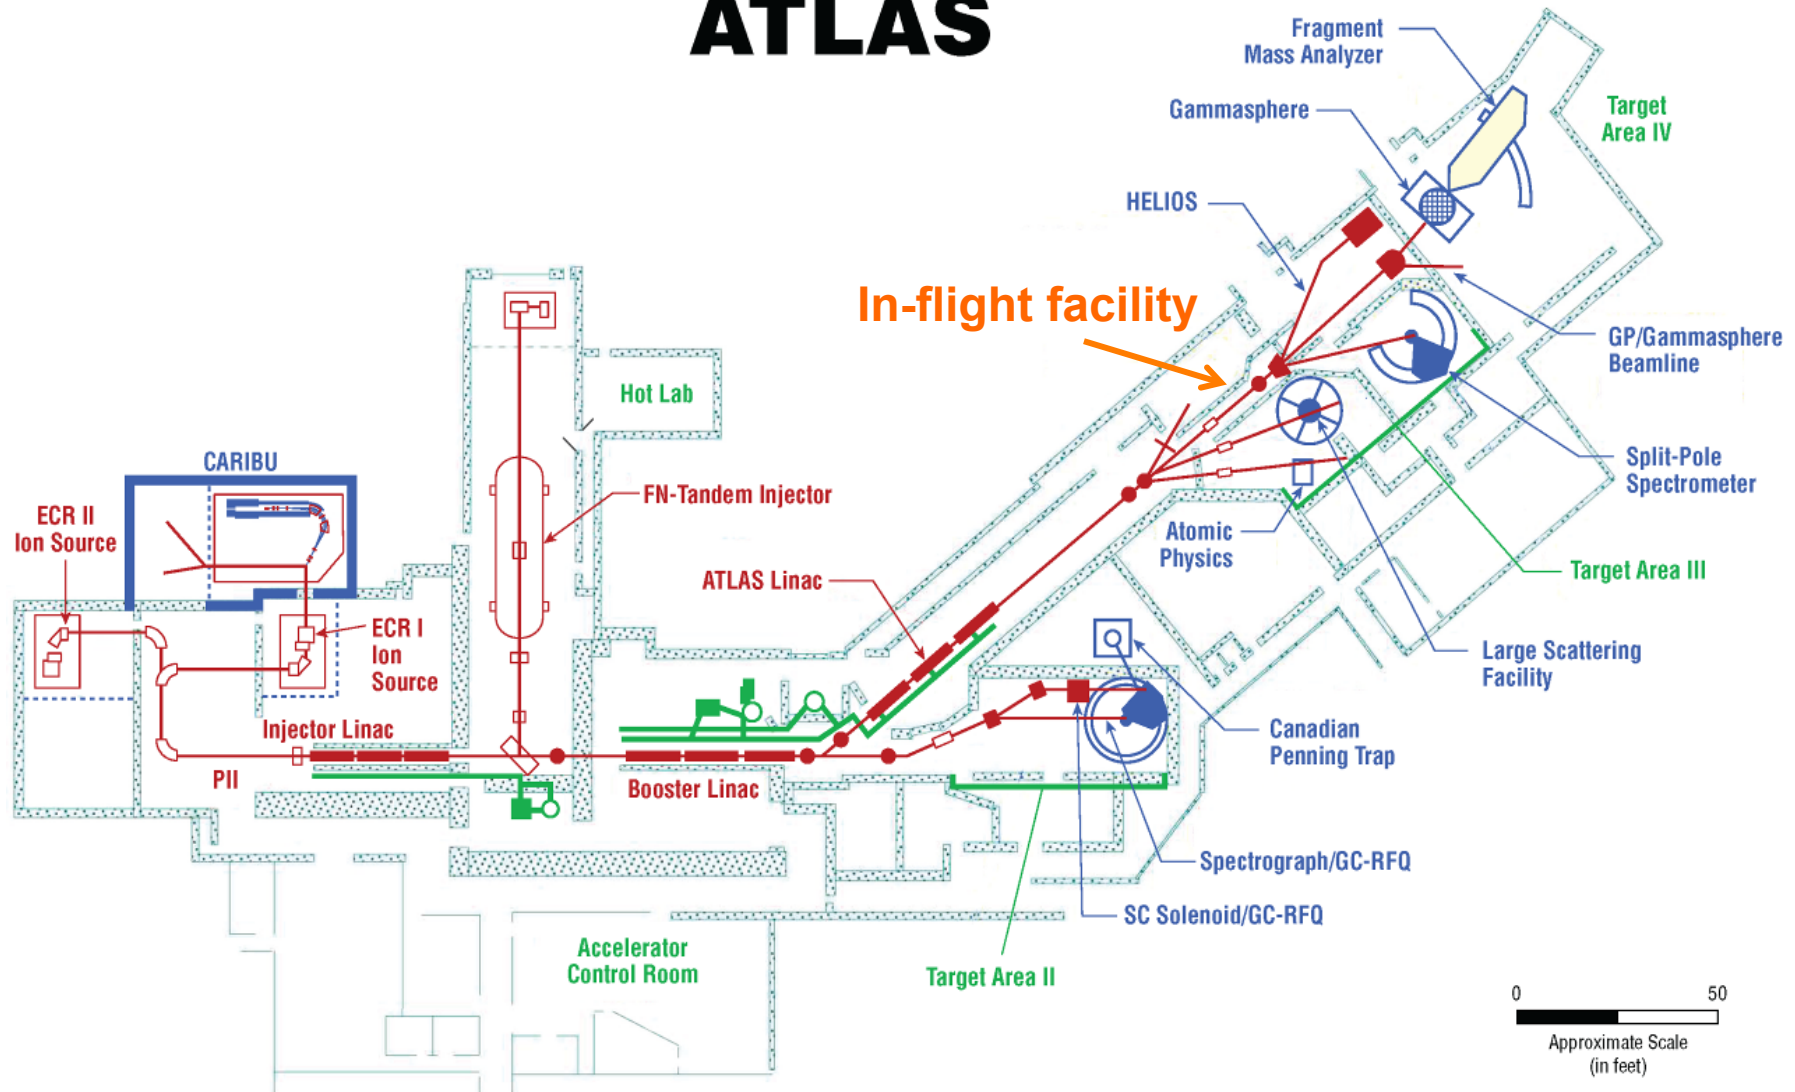 ATLAS
Fragment
Mass Analyzer
Gammasphere
Target
Area IV
HELIOS
In-flight facility
GP/Gammasphere
Beamline
Hot Lab
CARIBU
FN-Tandem Injector
Split-Pole
Spectrometer
ECR II
Ion Source
Atomic
Physics
ATLAS Linac
Target Area III
ECR I
Ion
Source
Large Scattering
Facility
Injector Linac
Canadian
Penning Trap
PII
Booster Linac
Spectrograph/GC-RFQ
SC Solenoid/GC-RFQ
Accelerator
Control Room
Target Area II
0 50
Approximate Scale
(in feet)